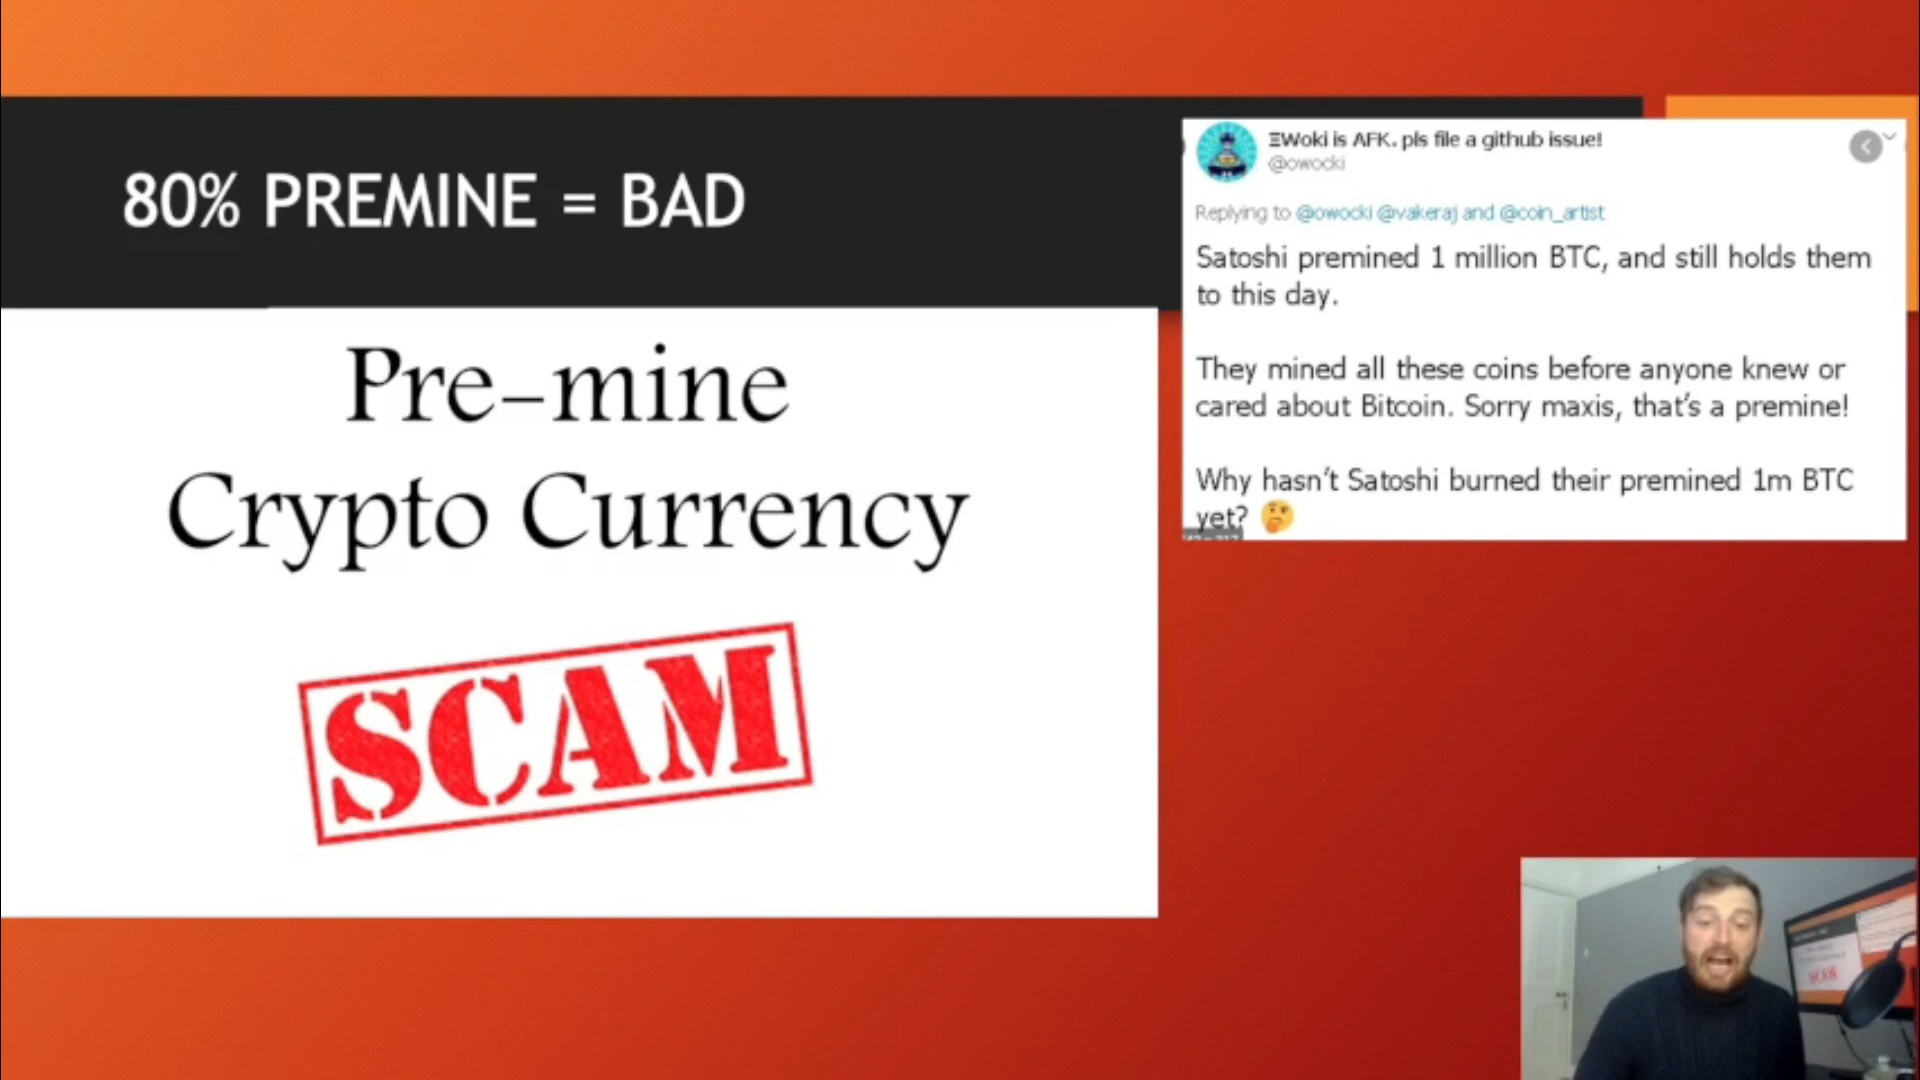 80% PREMINE = BAD
Pre-mine
Crypto Currency
SCAM
ΞWoki is AFK. pls file a github issue!
@owocki
Replying to @owocki @vakeraj and @coin_artist
Satoshi premined 1 million BTC, and still holds them
to this day.
They mined all these coins before anyone knew or
cared about Bitcoin. Sorry maxis, that's a premine!
Why hasn't Satoshi burned their premined 1m BTC
yet? 🤔
SCAM